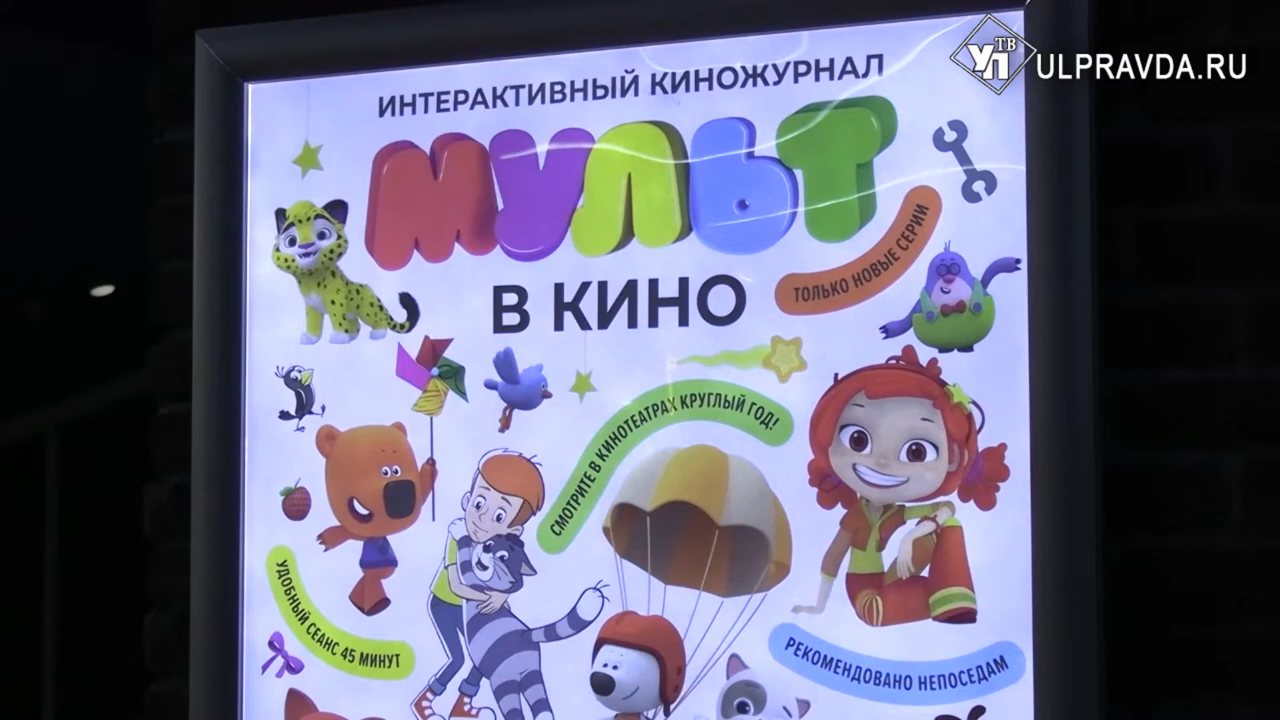 УП ТВ
ULPRAVDA.RU
ИНТЕРАКТИВНЫЙ КИНОЖУРНАЛ
МУЛЬТ
В КИНО
ТОЛЬКО НОВЫЕ СЕРИИ
СМОТРИТЕ В КИНОТЕАТРАХ КРУГЛЫЙ ГОД!
УДОБНЫЙ СЕАНС 45 МИНУТ
РЕКОМЕНДОВАНО НЕПОСЕДАМ